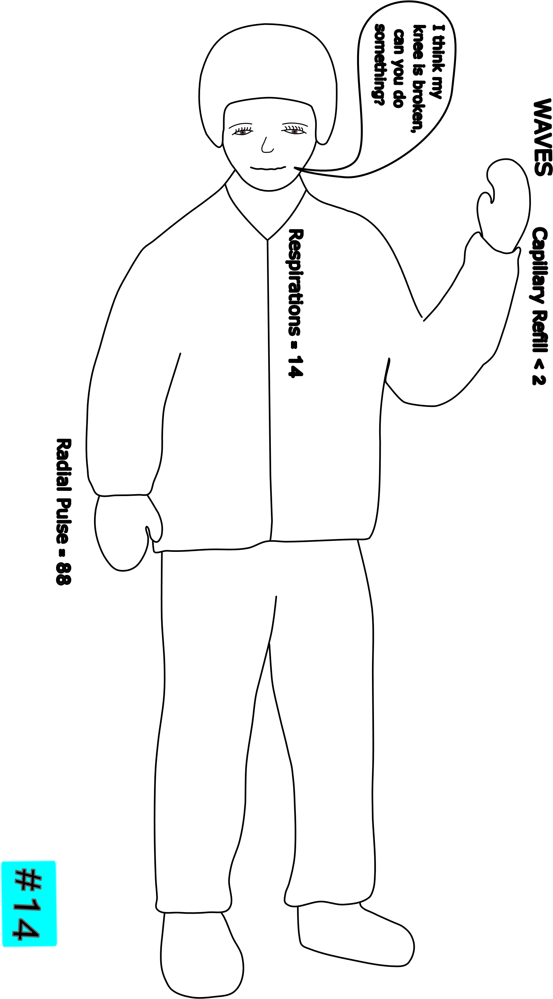 WAVES
Capillary Refill < 2
I think my
knee is broken,
can you do
something?
Respirations = 14
Radial Pulse = 88
#14